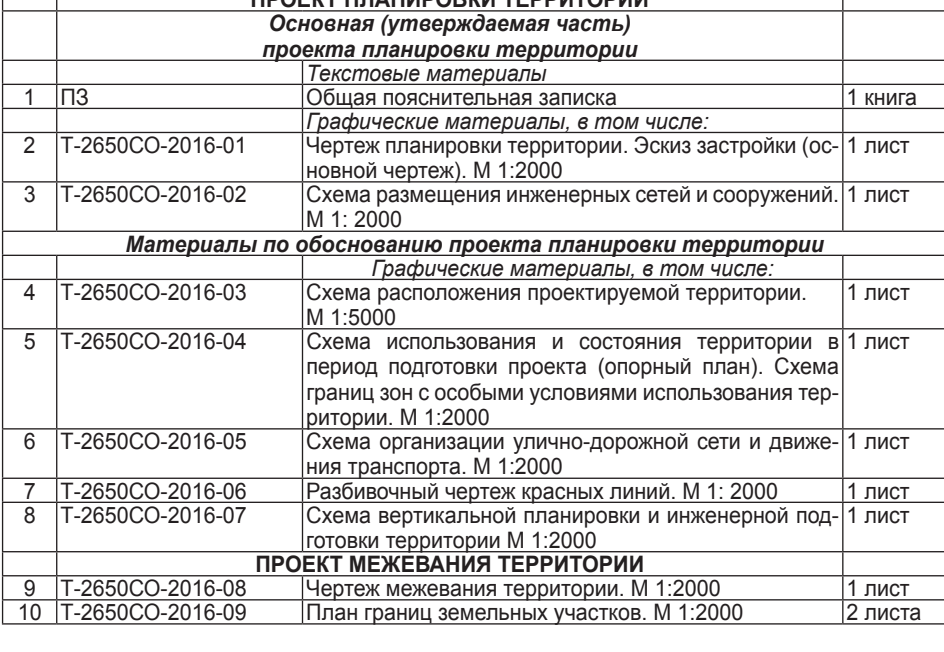 ПРОЕКТ ПЛАНИРОВКИ ТЕРРИТОРИИ
Основная (утверждаемая часть)
проекта планировки территории
Текстовые материалы
1 ПЗ Общая пояснительная записка 1 книга
Графические материалы, в том числе:
2 Т-2650СО-2016-01 Чертеж планировки территории. Эскиз застройки (ос- 1 лист
новной чертеж). М 1:2000
3 Т-2650СО-2016-02 Схема размещения инженерных сетей и сооружений. 1 лист
М 1: 2000
Материалы по обоснованию проекта планировки территории
Графические материалы, в том числе:
4 Т-2650СО-2016-03 Схема расположения проектируемой территории. 1 лист
М 1:5000
5 Т-2650СО-2016-04 Схема использования и состояния территории в 1 лист
период подготовки проекта (опорный план). Схема
границ зон с особыми условиями использования тер-
ритории. М 1:2000
6 Т-2650СО-2016-05 Схема организации улично-дорожной сети и движе- 1 лист
ния транспорта. М 1:2000
7 Т-2650СО-2016-06 Разбивочный чертеж красных линий. М 1: 2000 1 лист
8 Т-2650СО-2016-07 Схема вертикальной планировки и инженерной под- 1 лист
готовки территории М 1:2000
ПРОЕКТ МЕЖЕВАНИЯ ТЕРРИТОРИИ
9 Т-2650СО-2016-08 Чертеж межевания территории. М 1:2000 1 лист
10 Т-2650СО-2016-09 План границ земельных участков. М 1:2000 2 листа